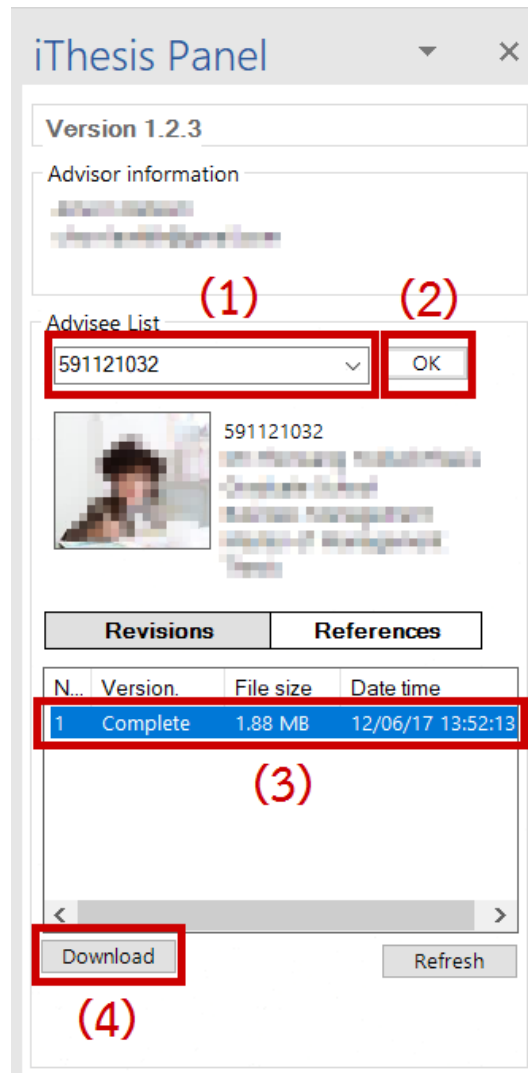 iThesis Panel
Version 1.2.3
Advisor information
(1) (2)
Advisee List
591121032 OK
591121032
Revisions References
N... Version. File size Date time
1 Complete 1.88 MB 12/06/17 13:52:13
(3)
Download Refresh
(4)